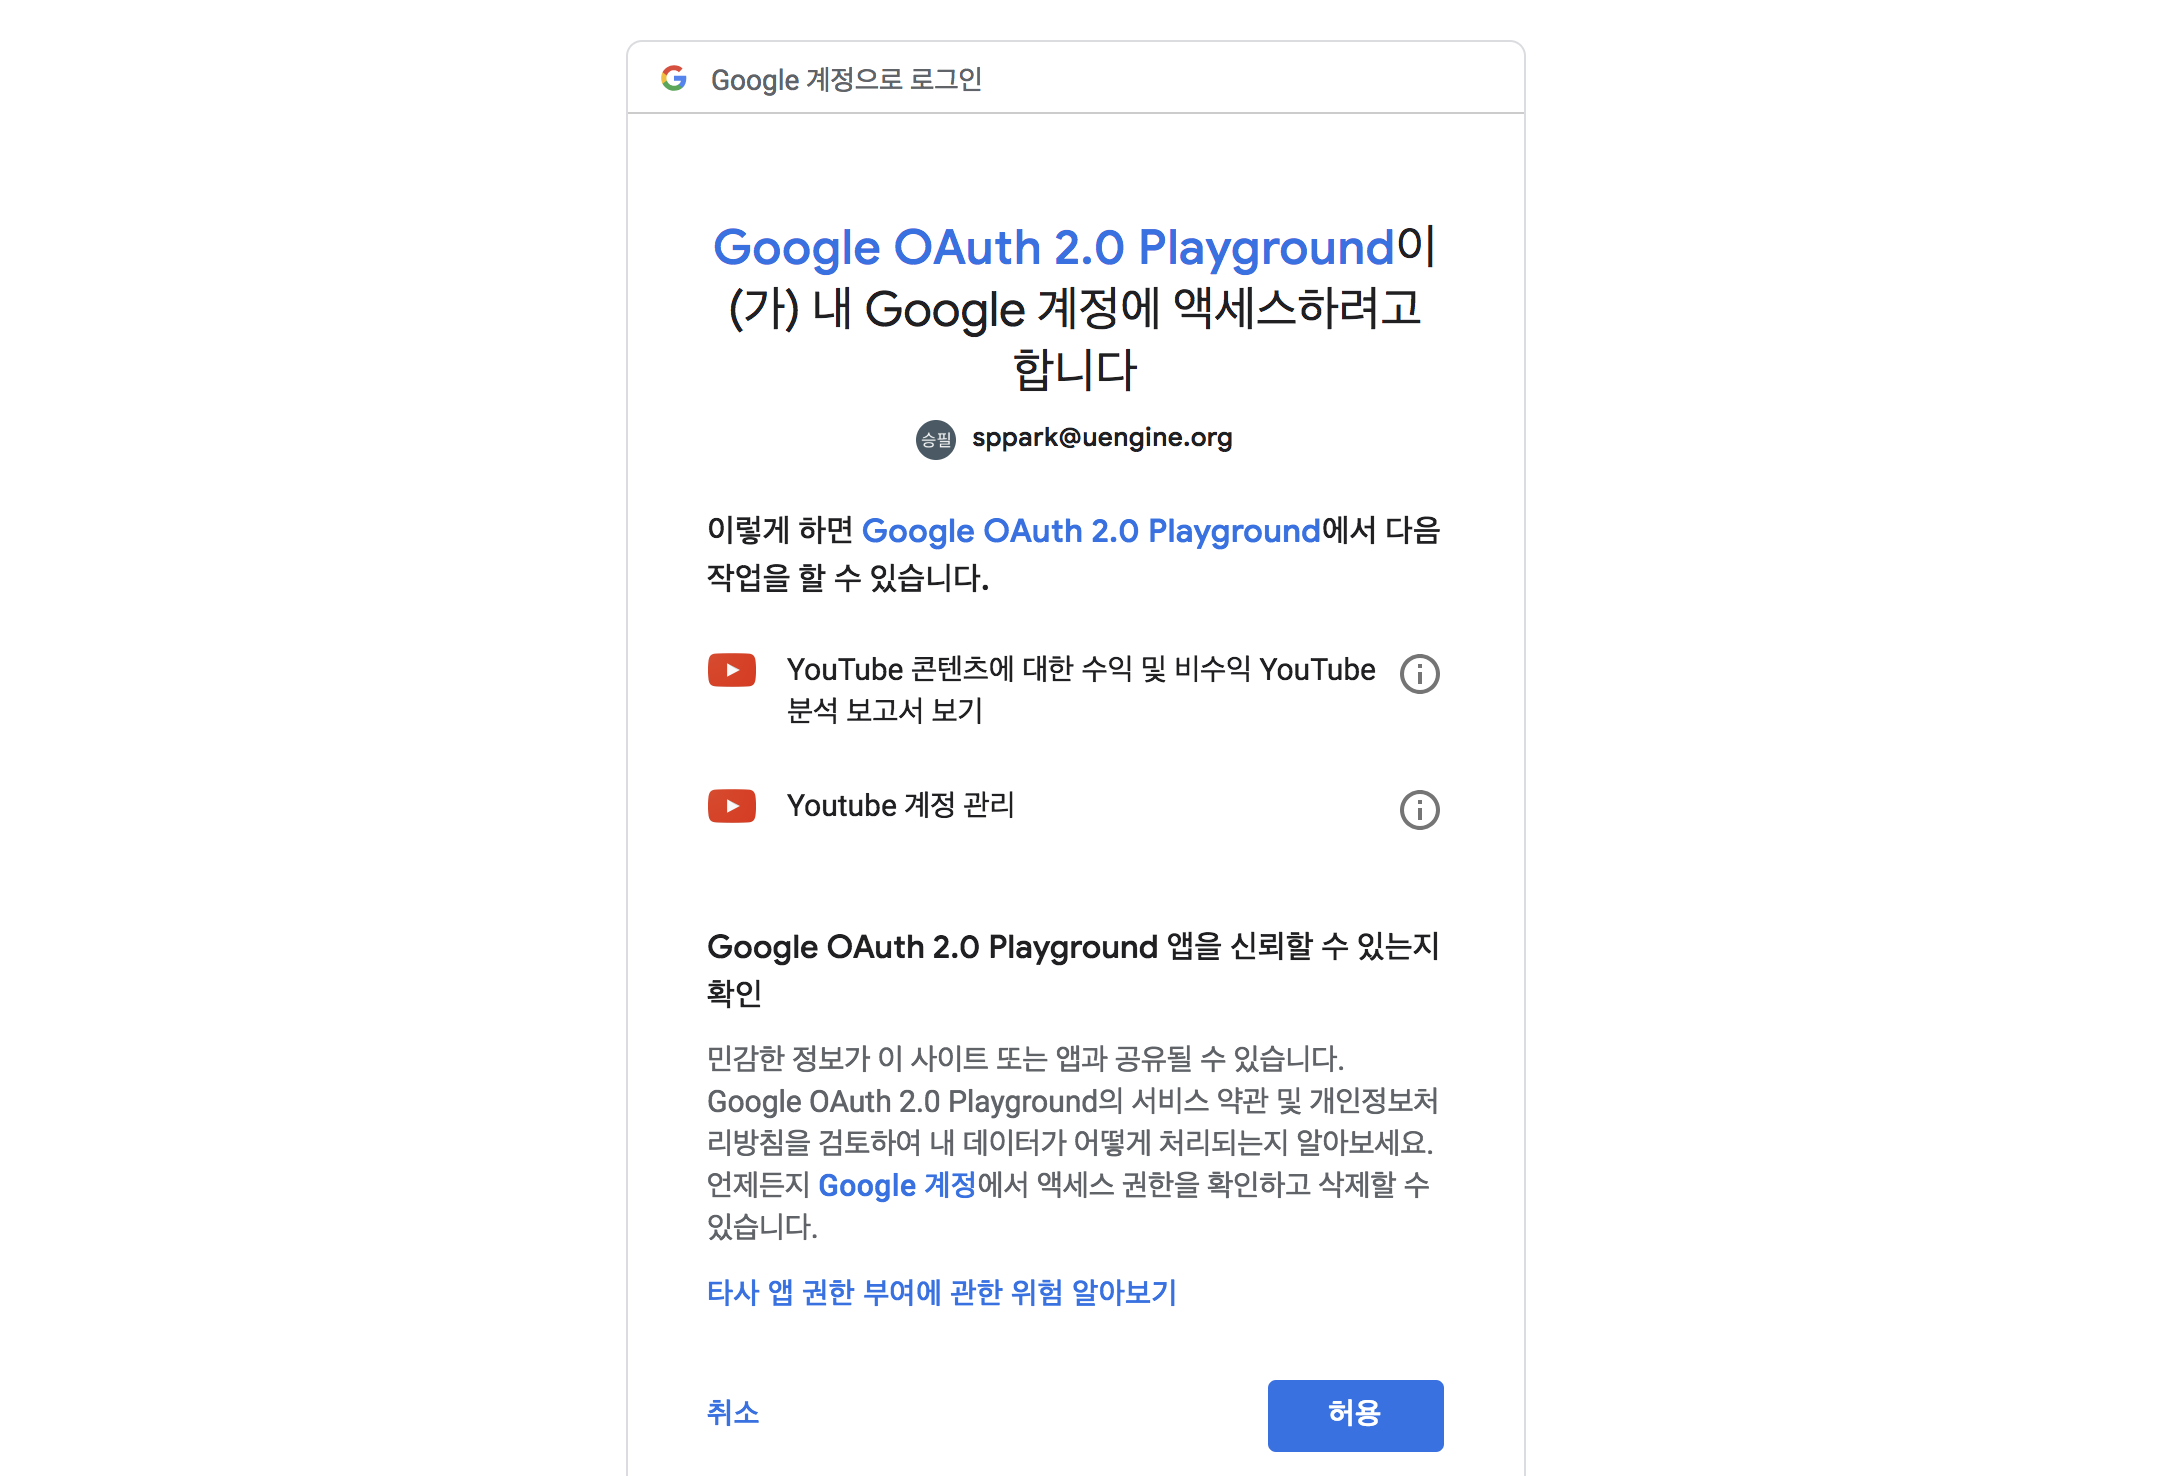 Google 계정으로 로그인
Google OAuth 2.0 Playground이
(가) 내 Google 계정에 액세스하려고
합니다
승필 sppark@uengine.org
이렇게 하면 Google OAuth 2.0 Playground에서 다음
작업을 할 수 있습니다.
YouTube 콘텐츠에 대한 수익 및 비수익 YouTube
분석 보고서 보기
Youtube 계정 관리
Google OAuth 2.0 Playground 앱을 신뢰할 수 있는지
확인
민감한 정보가 이 사이트 또는 앱과 공유될 수 있습니다.
Google OAuth 2.0 Playground의 서비스 약관 및 개인정보처
리방침을 검토하여 내 데이터가 어떻게 처리되는지 알아보세요.
언제든지 Google 계정에서 액세스 권한을 확인하고 삭제할 수
있습니다.
타사 앱 권한 부여에 관한 위험 알아보기
취소 허용